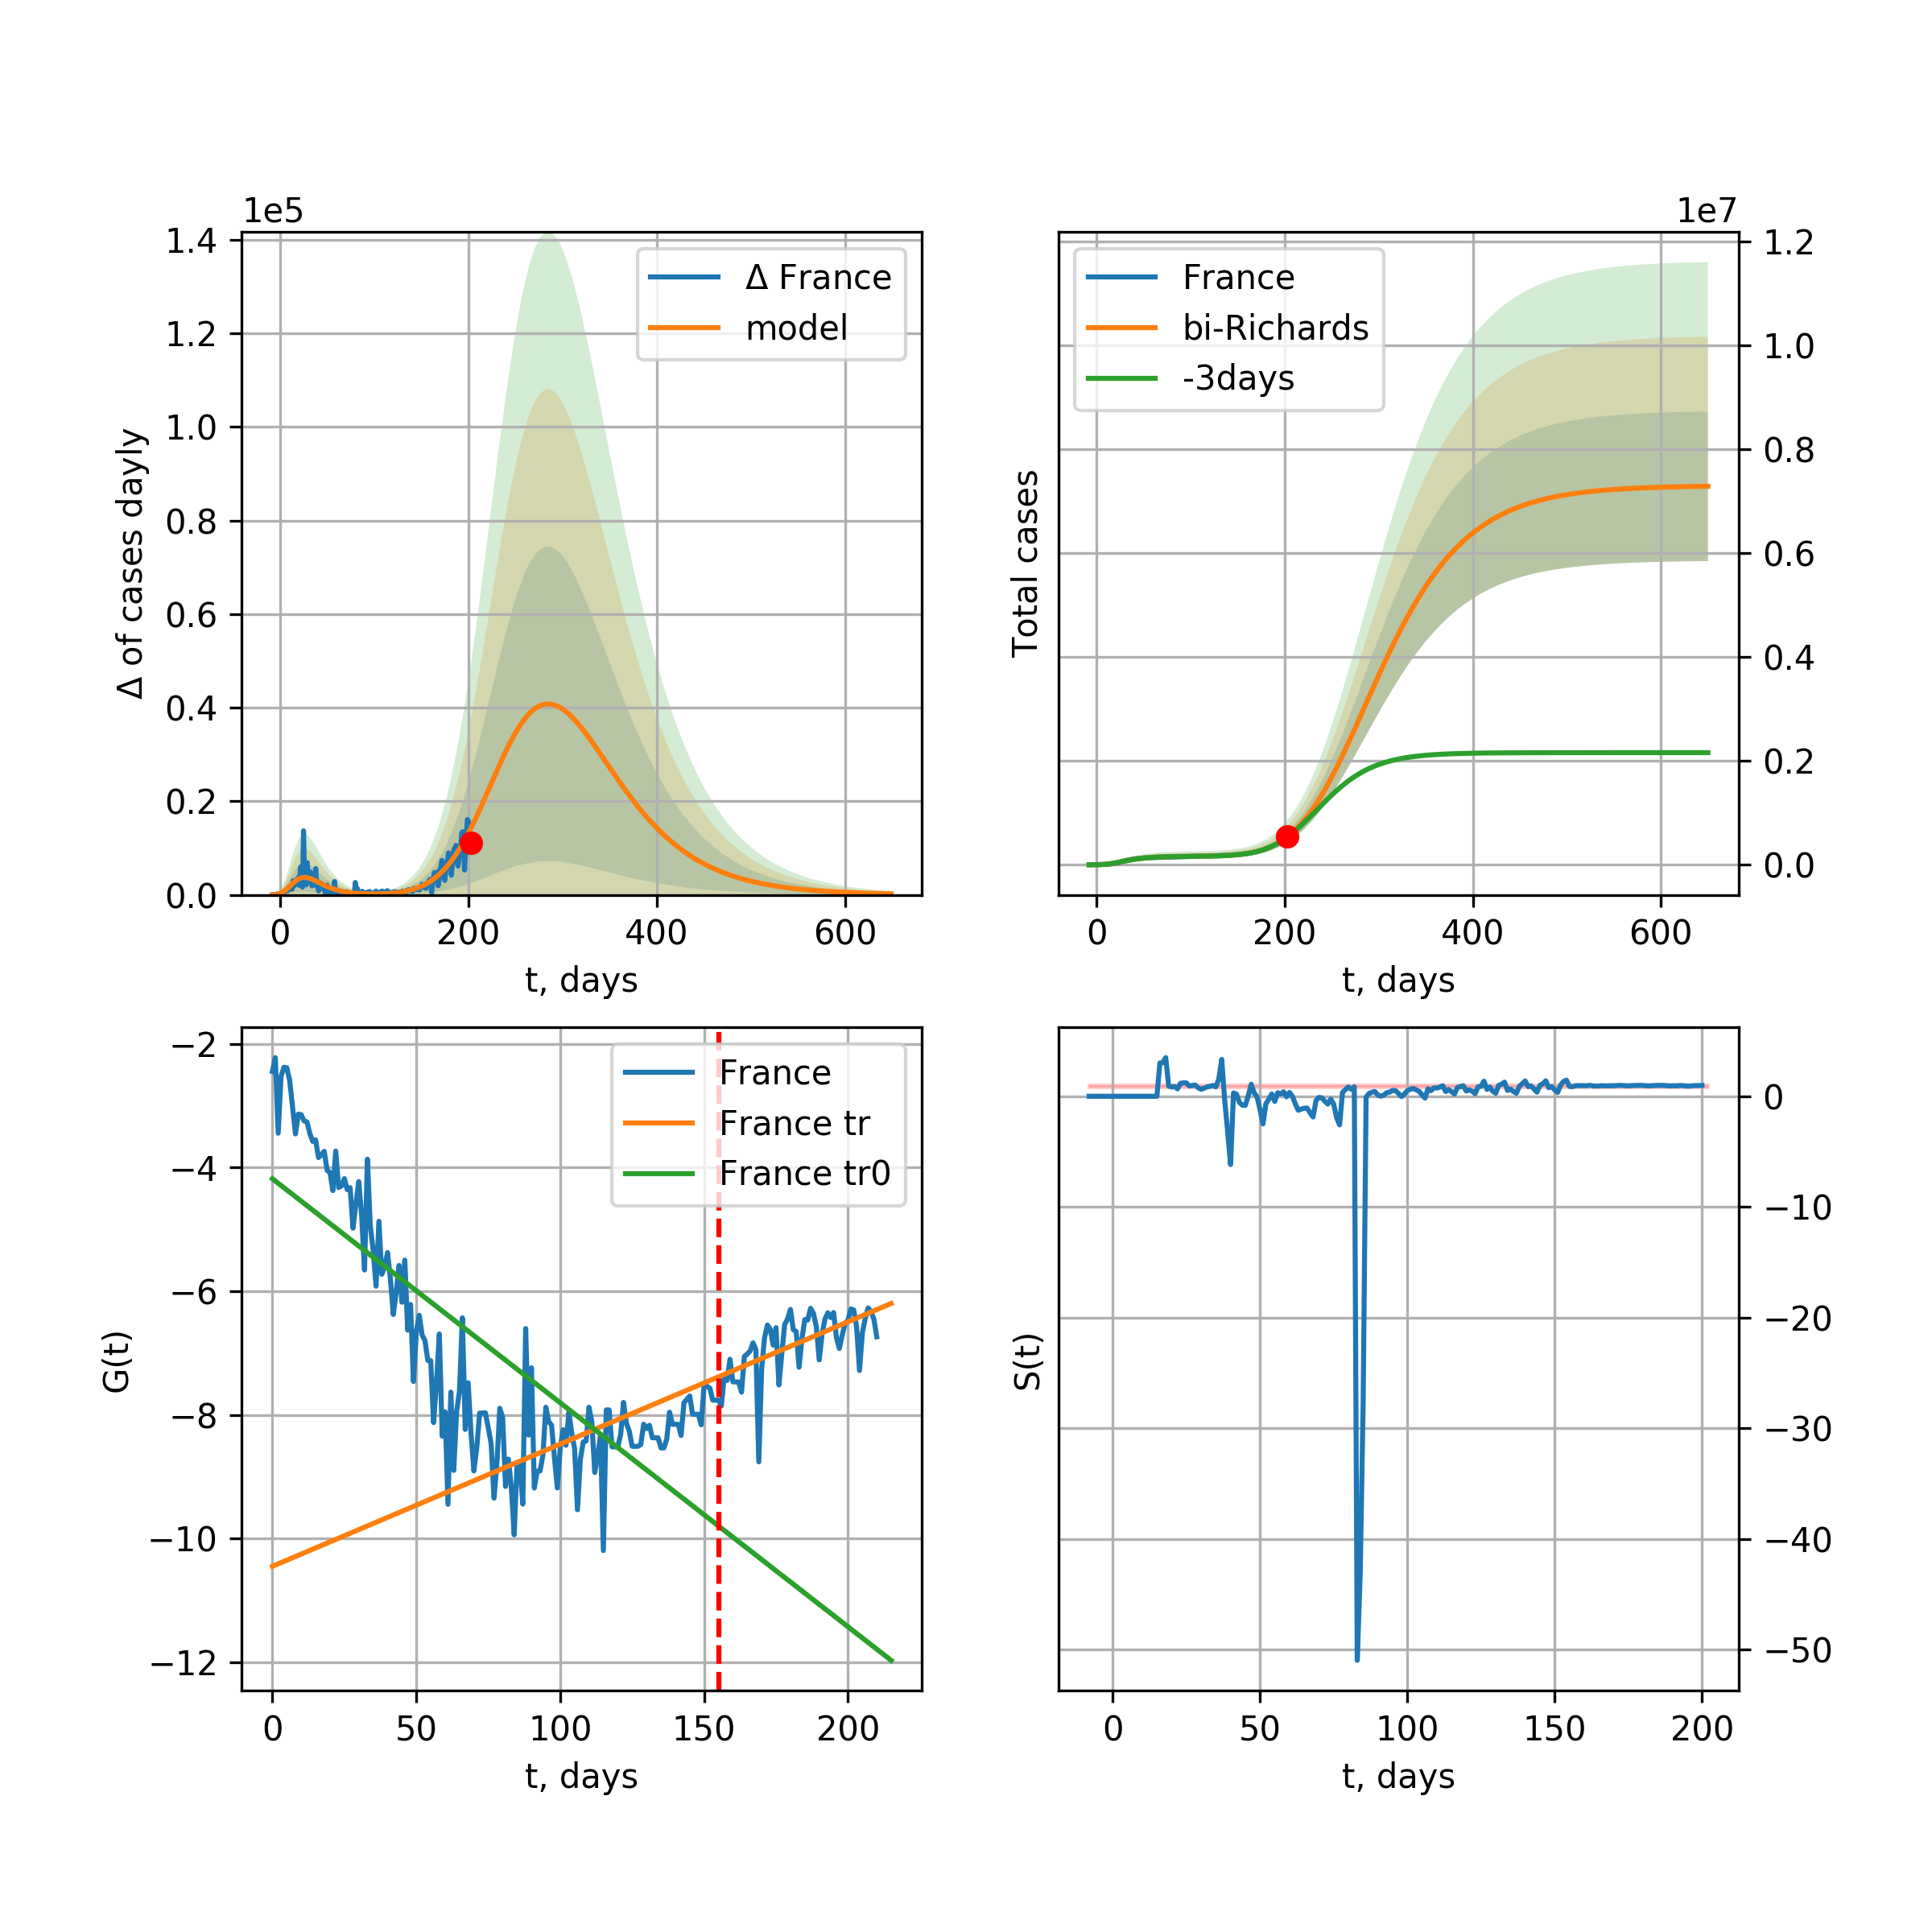 1e5
1.4
1.2
1.0
0.8
0.6
0.4
0.2
0.0
Δ of cases dayly
Δ France
model
0 200 400 600
t, days
1e7
1.2
1.0
0.8
0.6
0.4
0.2
0.0
Total cases
France
bi-Richards
-3days
0 200 400 600
t, days
−2
−4
−6
−8
−10
−12
G(t)
France
France tr
France tr0
0 50 100 150 200
t, days
0
−10
−20
−30
−40
−50
S(t)
0 50 100 150 200
t, days